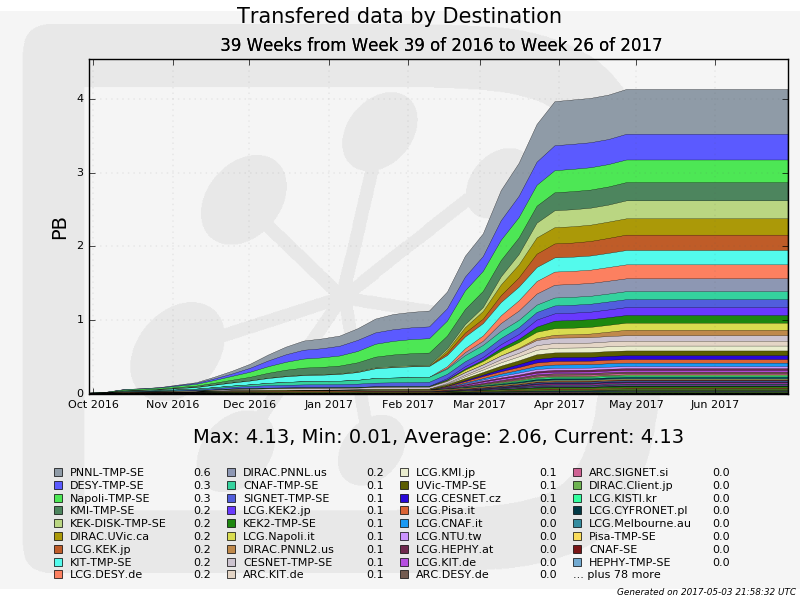 Transfered data by Destination
39 Weeks from Week 39 of 2016 to Week 26 of 2017
PB
4
3
2
1
0
Oct 2016 Nov 2016 Dec 2016 Jan 2017 Feb 2017 Mar 2017 Apr 2017 May 2017 Jun 2017
Max: 4.13, Min: 0.01, Average: 2.06, Current: 4.13
PNNL-TMP-SE 0.6 DIRAC.PNNL.us 0.2 LCG.KMI.jp 0.1 ARC.SIGNET.si 0.0
DESY-TMP-SE 0.3 CNAF-TMP-SE 0.1 UVic-TMP-SE 0.1 DIRAC.Client.jp 0.0
Napoli-TMP-SE 0.3 SIGNET-TMP-SE 0.1 LCG.CESNET.cz 0.1 LCG.KISTI.kr 0.0
KMI-TMP-SE 0.2 LCG.KEK2.jp 0.1 LCG.Pisa.it 0.0 LCG.CYFRONET.pl 0.0
KEK-DISK-TMP-SE 0.2 KEK2-TMP-SE 0.1 LCG.CNAF.it 0.0 LCG.Melbourne.au 0.0
DIRAC.UVic.ca 0.2 LCG.Napoli.it 0.1 LCG.NTU.tw 0.0 Pisa-TMP-SE 0.0
LCG.KEK.jp 0.2 DIRAC.PNNL2.us 0.1 LCG.HEPHY.at 0.0 CNAF-SE 0.0
KIT-TMP-SE 0.2 CESNET-TMP-SE 0.1 LCG.KIT.de 0.0 HEPHY-TMP-SE 0.0
LCG.DESY.de 0.2 ARC.KIT.de 0.1 ARC.DESY.de 0.0 ... plus 78 more
Generated on 2017-05-03 21:58:32 UTC